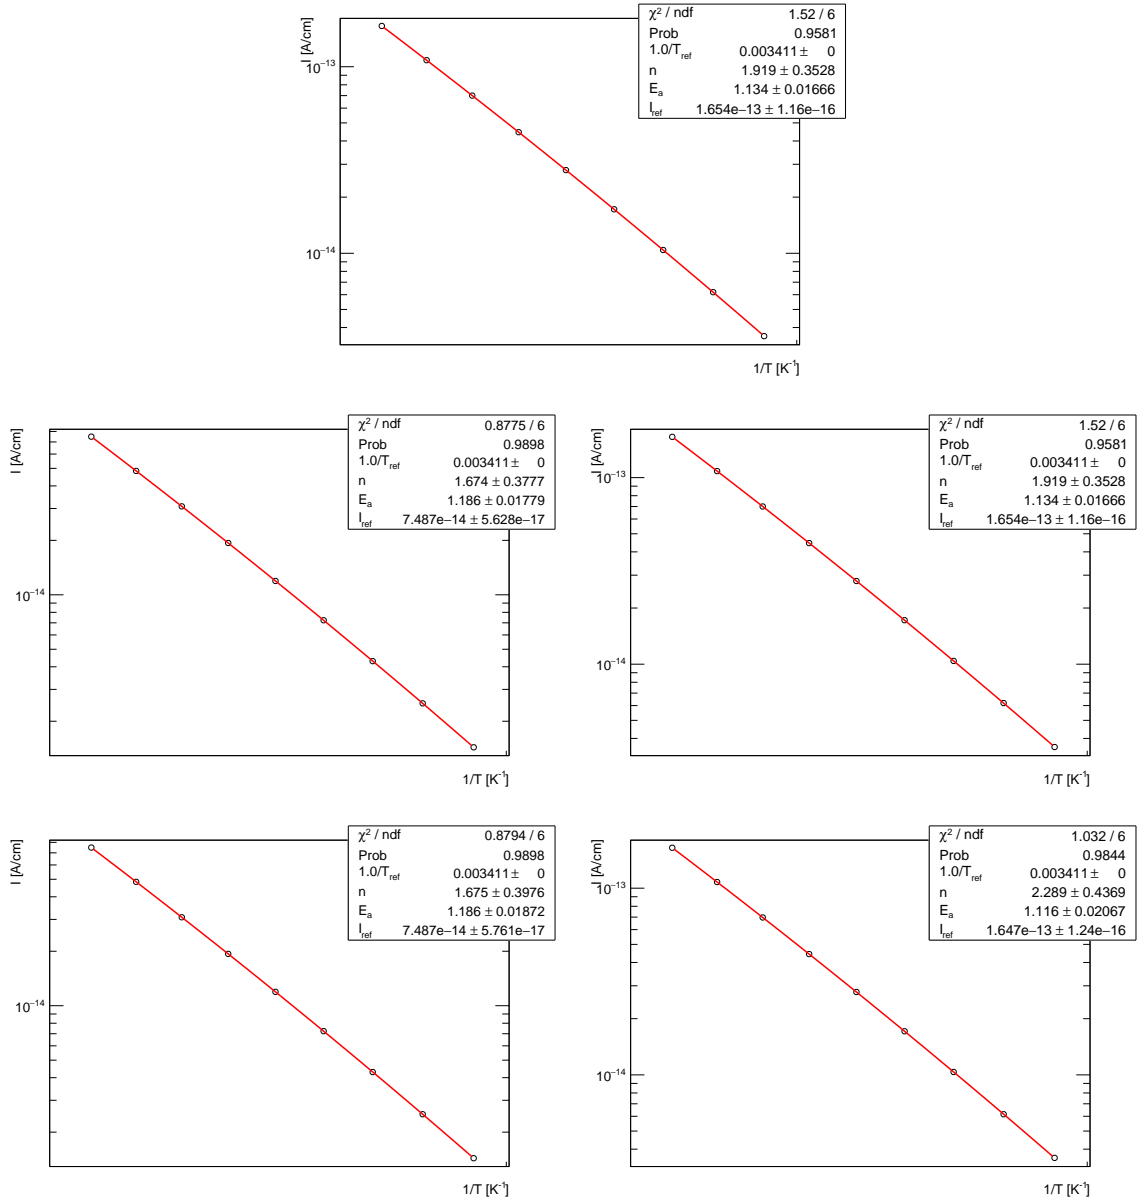 I [A/cm]
10⁻¹³
10⁻¹⁴
1/T [K⁻¹]
χ² / ndf 1.52 / 6
Prob 0.9581
1.0/T_ref 0.003411 ± 0
n 1.919 ± 0.3528
E_a 1.134 ± 0.01666
I_ref 1.654e−13 ± 1.16e−16
I [A/cm]
10⁻¹⁴
1/T [K⁻¹]
χ² / ndf 0.8775 / 6
Prob 0.9898
1.0/T_ref 0.003411 ± 0
n 1.674 ± 0.3777
E_a 1.186 ± 0.01779
I_ref 7.487e−14 ± 5.628e−17
I [A/cm]
10⁻¹³
10⁻¹⁴
1/T [K⁻¹]
χ² / ndf 1.52 / 6
Prob 0.9581
1.0/T_ref 0.003411 ± 0
n 1.919 ± 0.3528
E_a 1.134 ± 0.01666
I_ref 1.654e−13 ± 1.16e−16
I [A/cm]
10⁻¹⁴
1/T [K⁻¹]
χ² / ndf 0.8794 / 6
Prob 0.9898
1.0/T_ref 0.003411 ± 0
n 1.675 ± 0.3976
E_a 1.186 ± 0.01872
I_ref 7.487e−14 ± 5.761e−17
I [A/cm]
10⁻¹³
10⁻¹⁴
1/T [K⁻¹]
χ² / ndf 1.032 / 6
Prob 0.9844
1.0/T_ref 0.003411 ± 0
n 2.289 ± 0.4369
E_a 1.116 ± 0.02067
I_ref 1.647e−13 ± 1.24e−16